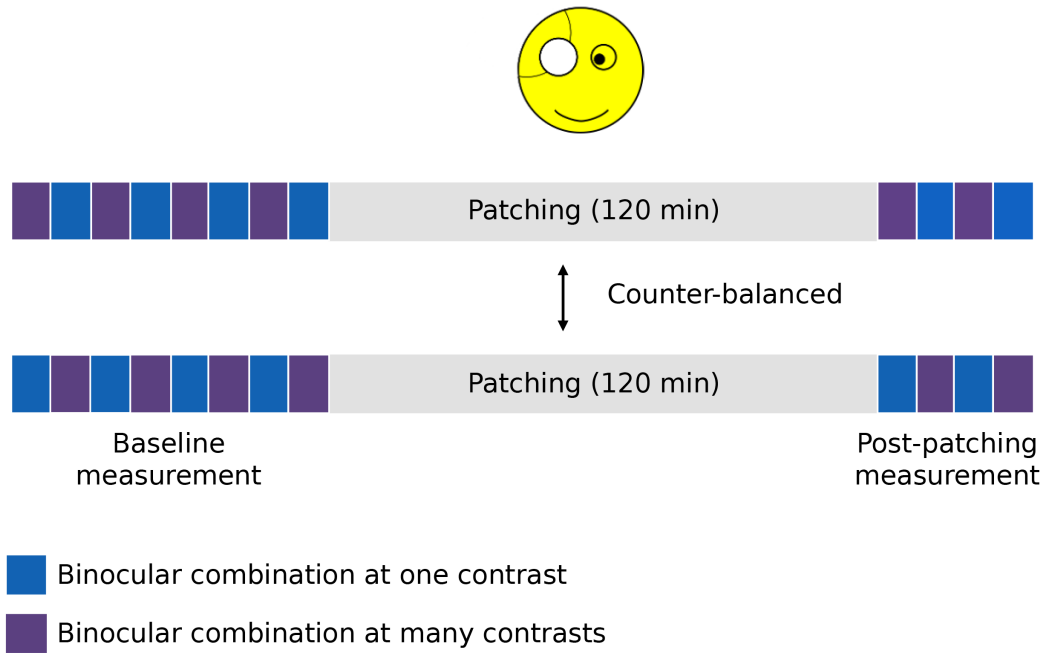 Patching (120 min)
Counter-balanced
Patching (120 min)
Baseline
measurement
Post-patching
measurement
Binocular combination at one contrast
Binocular combination at many contrasts